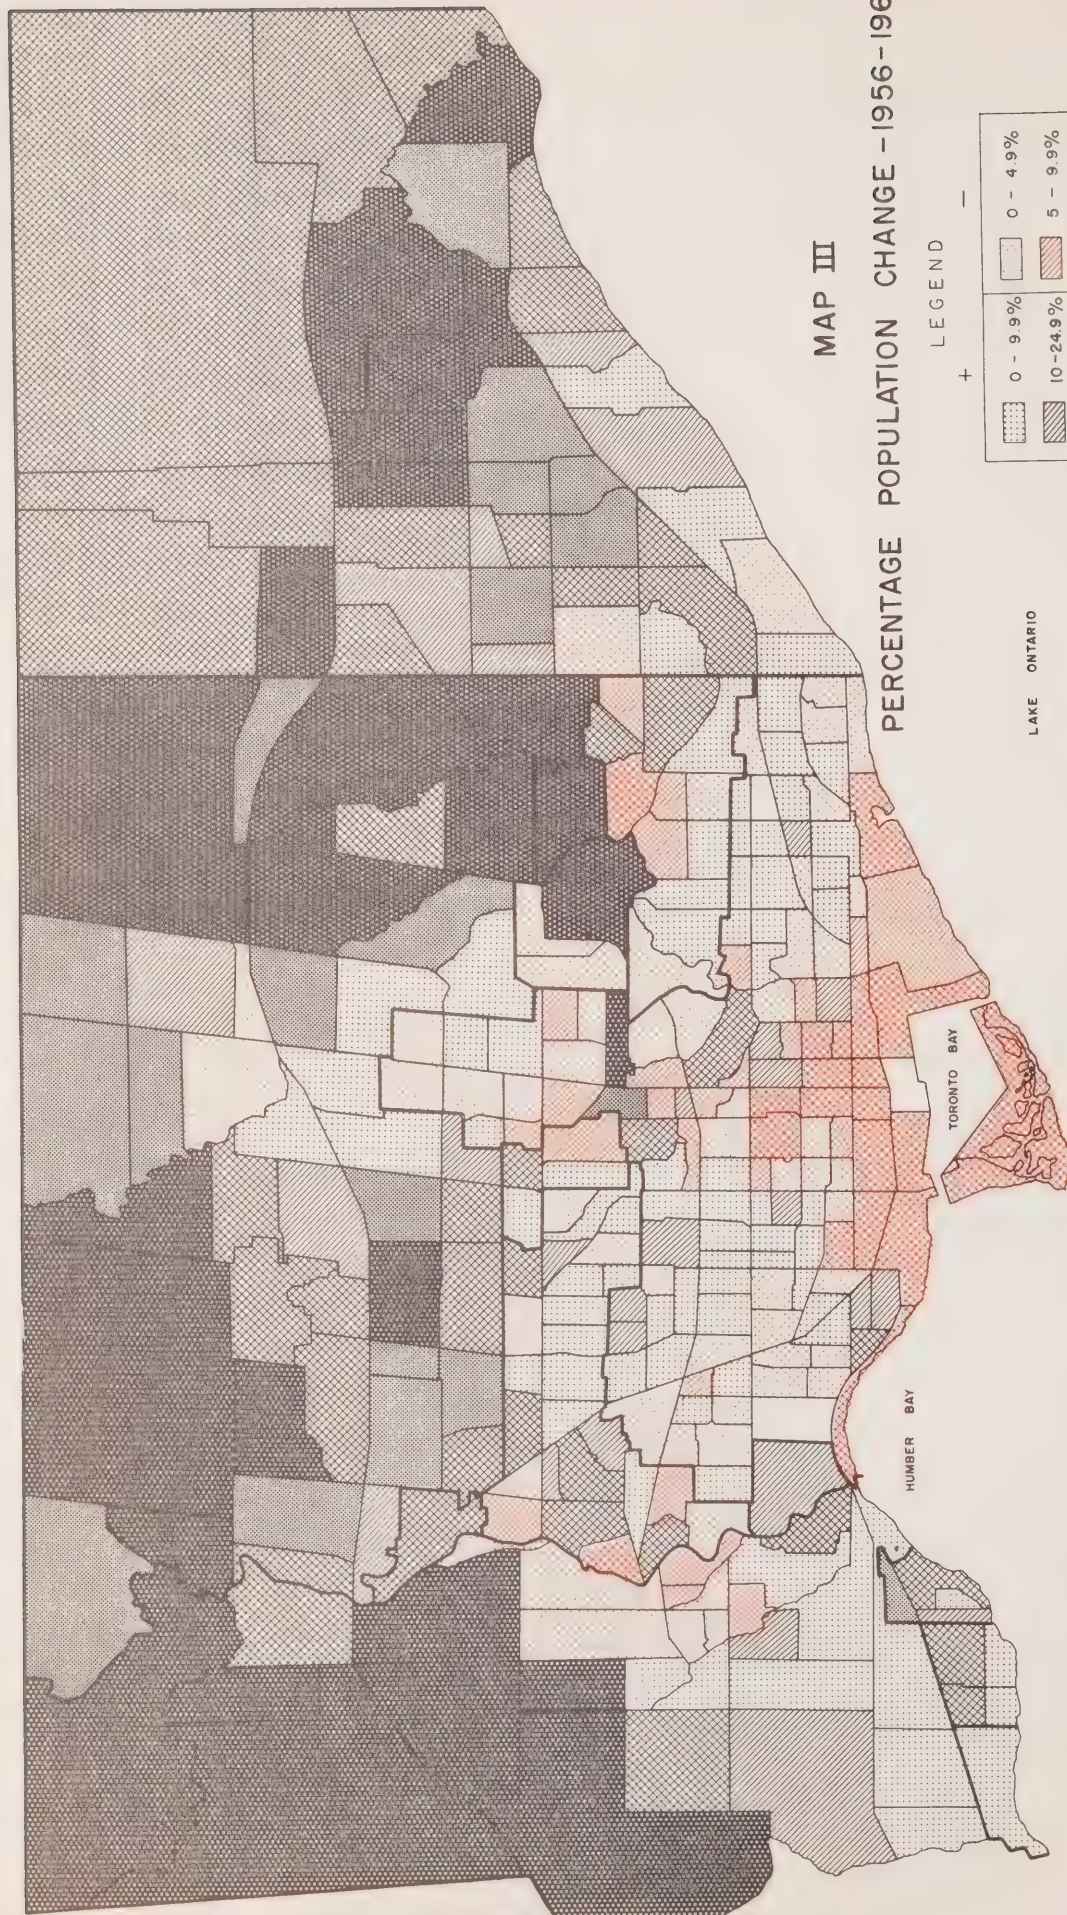 MAP III
PERCENTAGE POPULATION CHANGE - 1956-196
LEGEND
+ -
0 - 9.9% 0 - 4.9%
10-24.9% 5 - 9.9%
LAKE ONTARIO
TORONTO BAY
HUMBER BAY